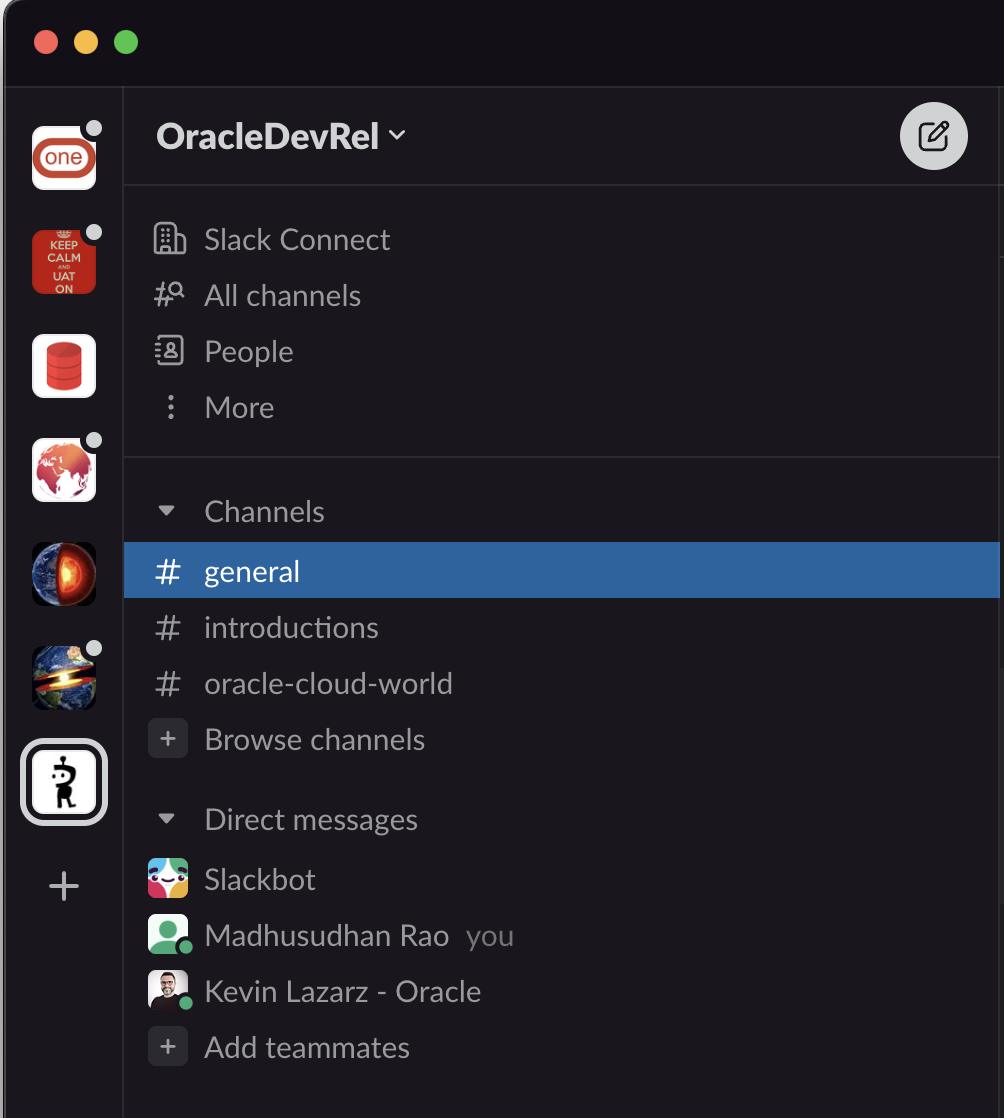 one
KEEP
CALM
AND
UAT
ON
OracleDevRel
Slack Connect
All channels
People
More
Channels
# general
# introductions
# oracle-cloud-world
+ Browse channels
Direct messages
Slackbot
Madhusudhan Rao you
Kevin Lazarz - Oracle
+ Add teammates